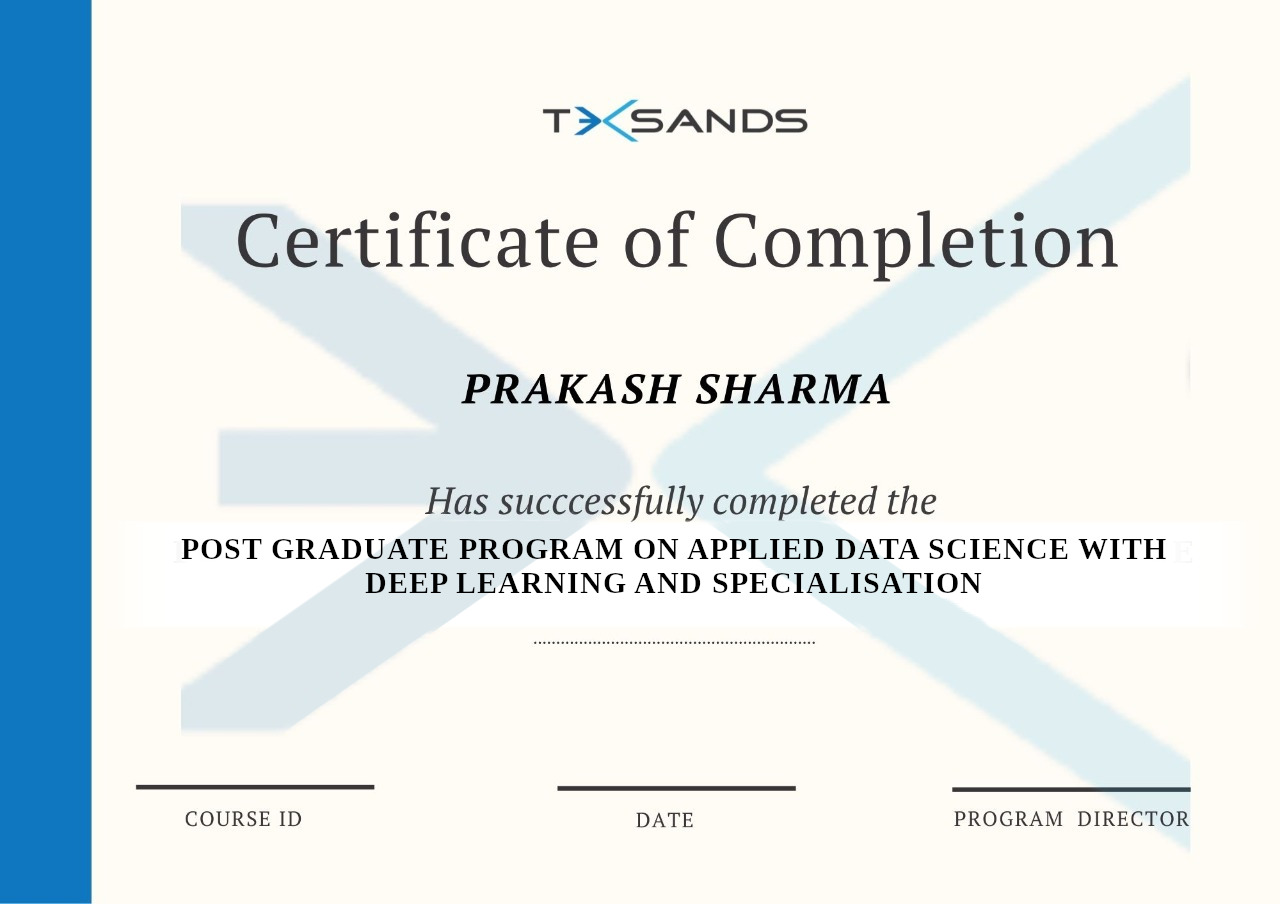 TEXSANDS
Certificate of Completion
PRAKASH SHARMA
Has succcessfully completed the
POST GRADUATE PROGRAM ON APPLIED DATA SCIENCE WITH
DEEP LEARNING AND SPECIALISATION
COURSE ID
DATE
PROGRAM DIRECTOR